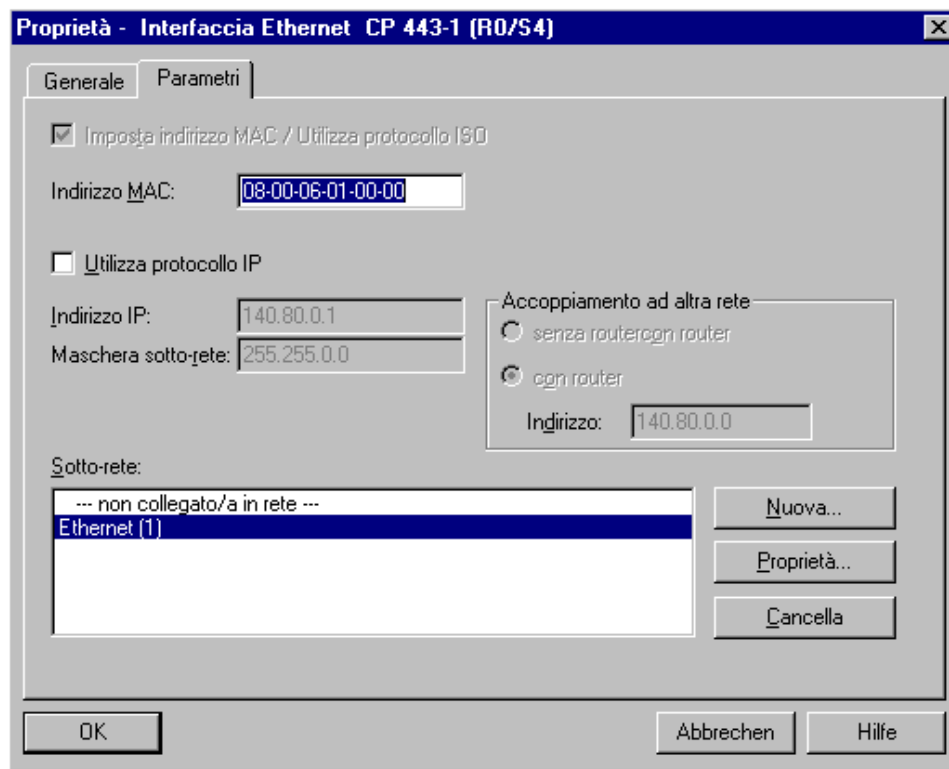 Proprietà - Interfaccia Ethernet CP 443-1 (R0/S4)
Generale
Parametri
Imposta indirizzo MAC / Utilizza protocollo ISO
Indirizzo MAC:
08-00-06-01-00-00
Utilizza protocollo IP
Indirizzo IP:
140.80.0.1
Maschera sotto-rete:
255.255.0.0
Accoppiamento ad altra rete
senza routercon router
con router
Indirizzo:
140.80.0.0
Sotto-rete:
--- non collegato/a in rete ---
Ethernet (1)
Nuova...
Proprietà...
Cancella
OK
Abbrechen
Hilfe